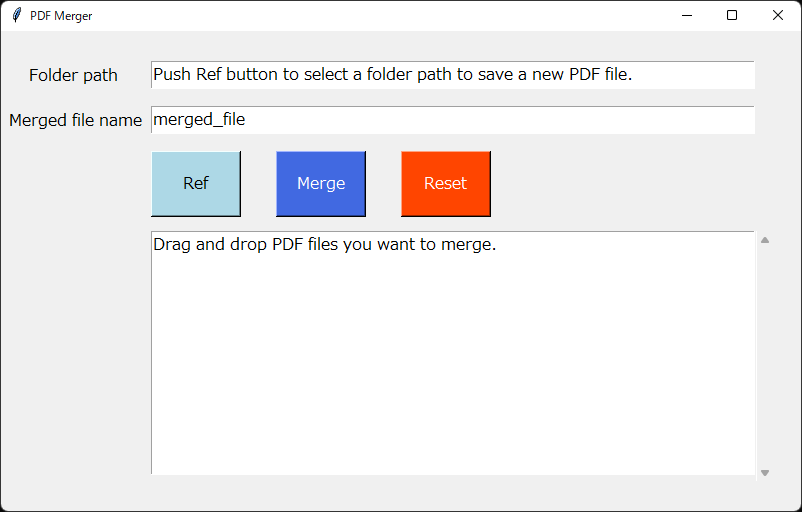 PDF Merger
Folder path Push Ref button to select a folder path to save a new PDF file.
Merged file name merged_file
Ref Merge Reset
Drag and drop PDF files you want to merge.